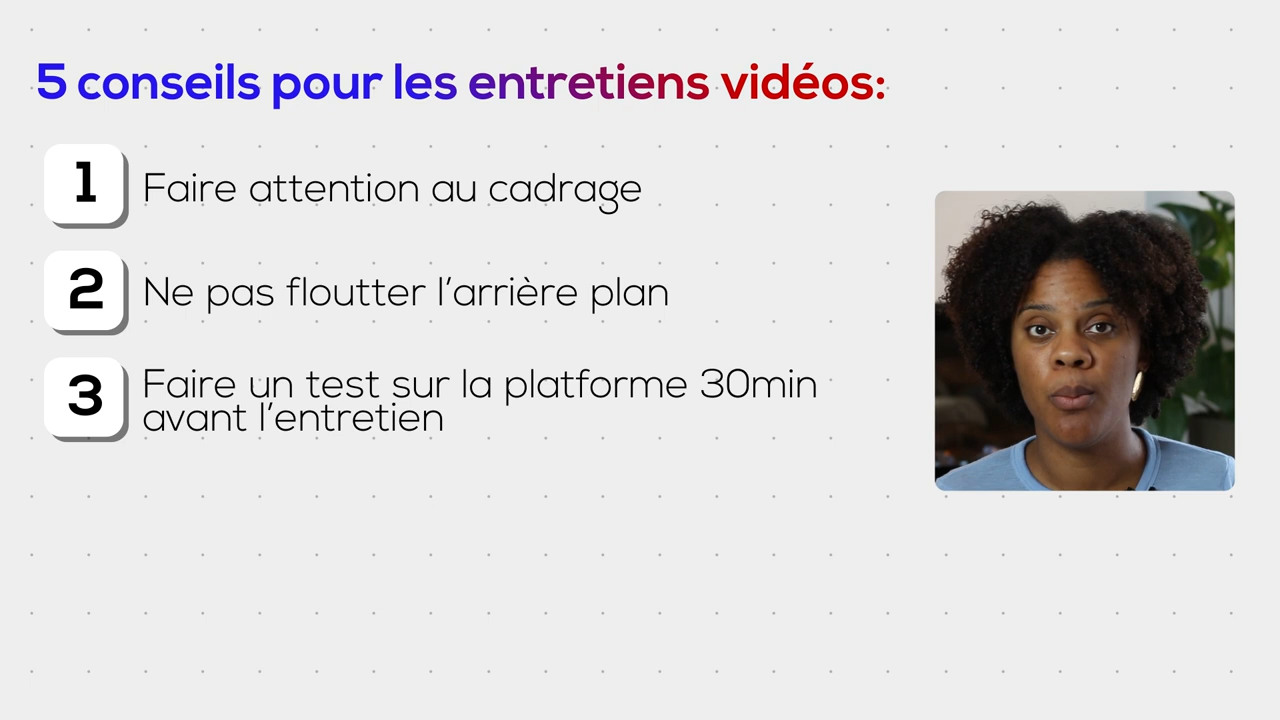 5 conseils pour les entretiens vidéos:
1
Faire attention au cadrage
2
Ne pas floutter l'arrière plan
3
Faire un test sur la platforme 30min
avant l'entretien